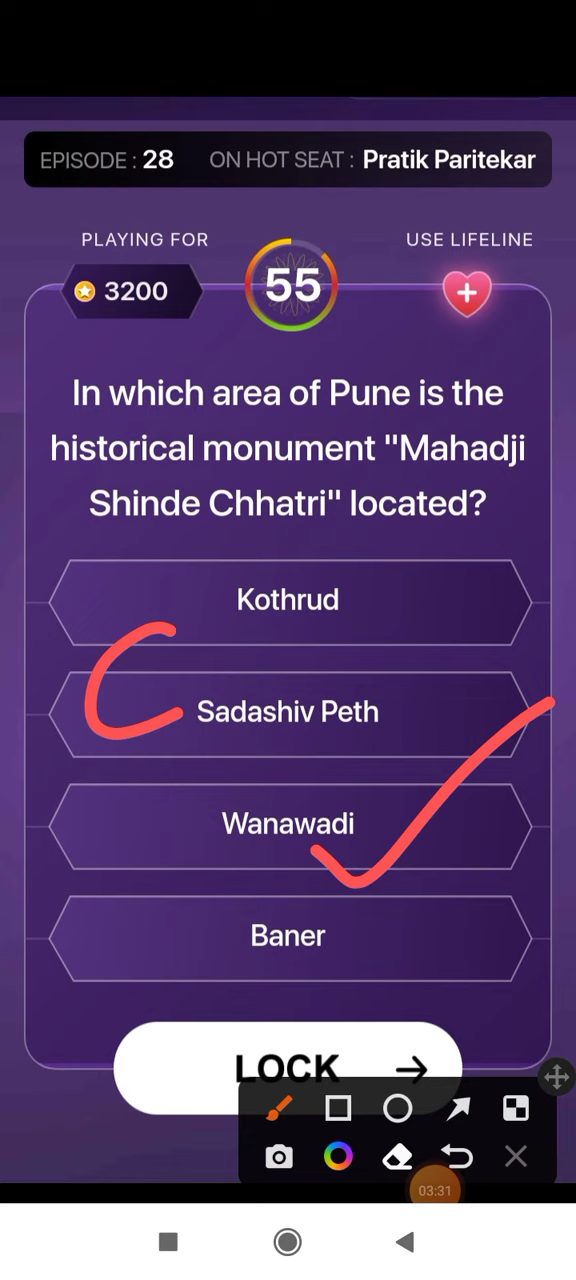 EPISODE : 28 ON HOT SEAT : Pratik Paritekar
PLAYING FOR
USE LIFELINE
3200
55
In which area of Pune is the
historical monument "Mahadji
Shinde Chhatri" located?
Kothrud
Sadashiv Peth
Wanawadi
Baner
LOCK
03:31